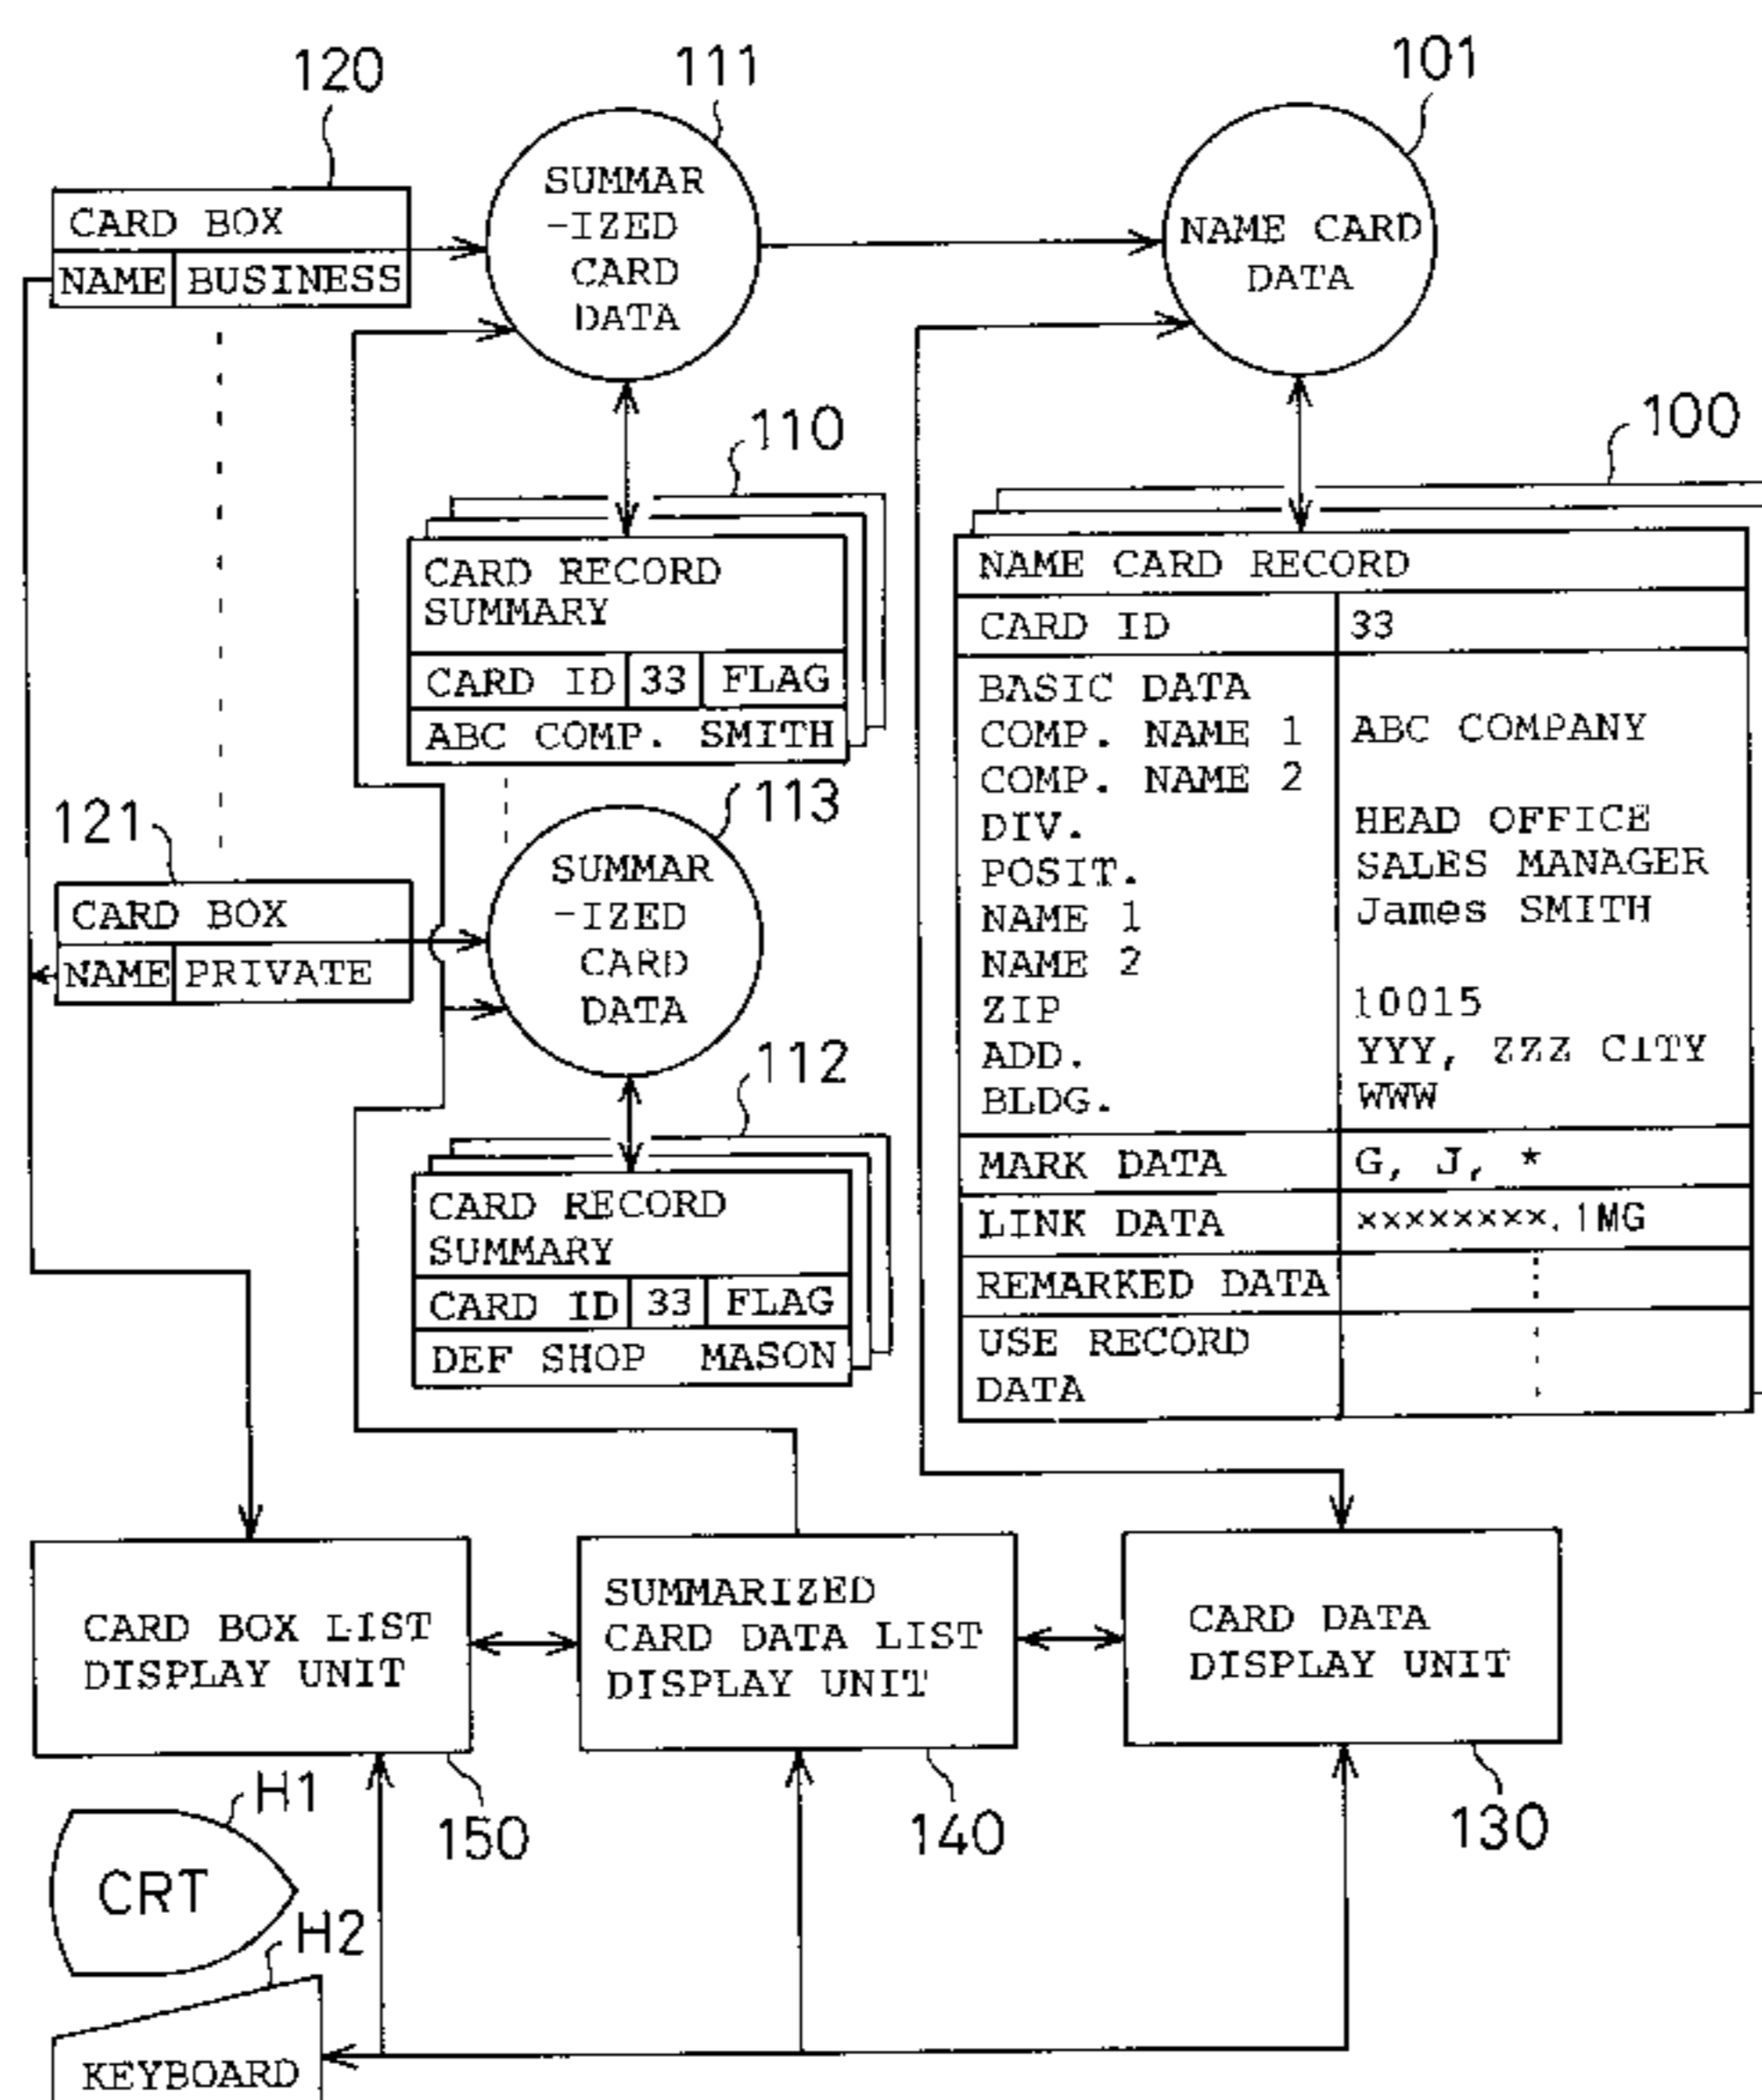 120
111
101
CARD BOX
NAME BUSINESS
SUMMAR
-IZED
CARD
DATA
NAME CARD
DATA
110
100
CARD RECORD
SUMMARY
CARD ID 33 FLAG
ABC COMP. SMITH
NAME CARD RECORD
CARD ID 33
BASIC DATA
COMP. NAME 1 ABC COMPANY
COMP. NAME 2
DIV. HEAD OFFICE
POSIT. SALES MANAGER
NAME 1 James SMITH
NAME 2
ZIP 10015
ADD. YYY, ZZZ CITY
BLDG. WWW
MARK DATA G, J, *
LINK DATA ××××××××.1MG
REMARKED DATA
USE RECORD
DATA
121
113
CARD BOX
NAME PRIVATE
SUMMAR
-IZED
CARD
DATA
112
CARD RECORD
SUMMARY
CARD ID 33 FLAG
DEF SHOP MASON
CARD BOX LIST
DISPLAY UNIT
SUMMARIZED
CARD DATA LIST
DISPLAY UNIT
CARD DATA
DISPLAY UNIT
150
140
130
H1
CRT
H2
KEYBOARD